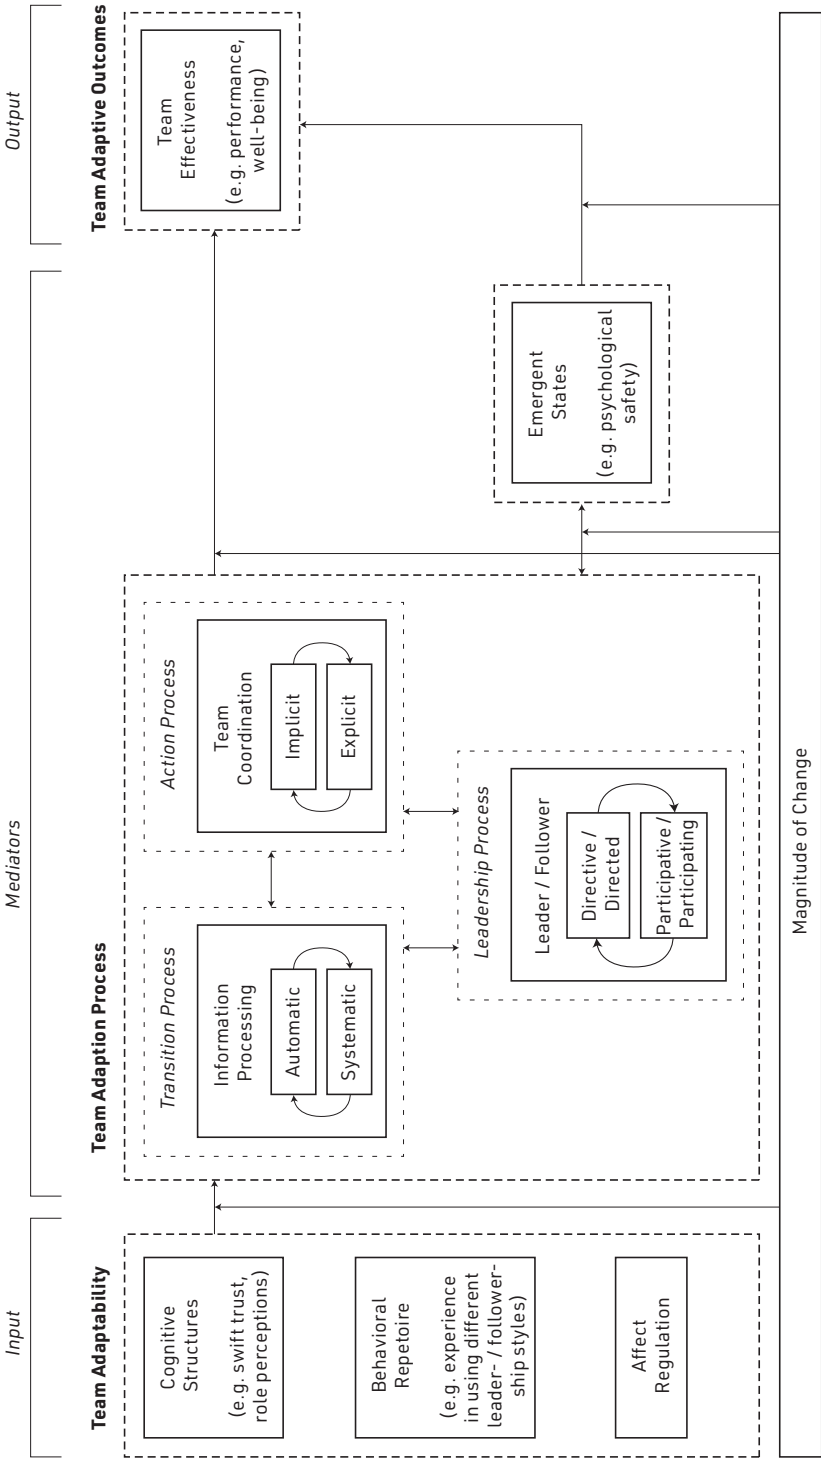 Input
Mediators
Output
Team Adaptability
Team Adaption Process
Team Adaptive Outcomes
Cognitive
Structures
(e.g. swift trust,
role perceptions)
Behavioral
Repetoire
(e.g. experience
in using different
leader- / follower-
ship styles)
Affect
Regulation
Transition Process
Information
Processing
Automatic
Systematic
Action Process
Team
Coordination
Implicit
Explicit
Leadership Process
Leader / Follower
Directive /
Directed
Participative /
Participating
Emergent
States
(e.g. psychological
safety)
Team
Effectiveness
(e.g. performance,
well-being)
Magnitude of Change